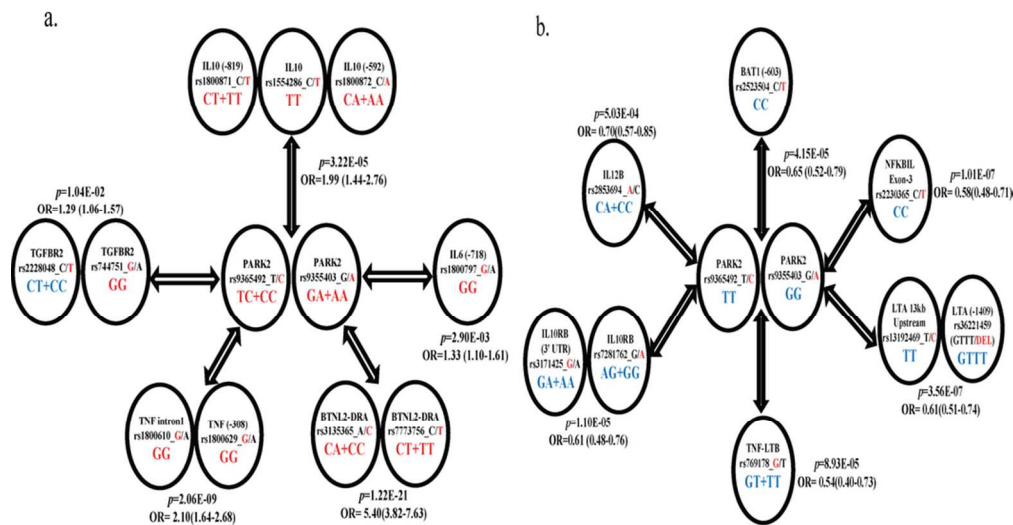 a.
IL10 (-819)
rs1800871_C/T
CT+TT
IL10
rs1554286_C/T
TT
IL10 (-592)
rs1800872_C/A
CA+AA
p=3.22E-05
OR=1.99 (1.44-2.76)
p=1.04E-02
OR=1.29 (1.06-1.57)
TGFBR2
rs2228048_C/T
CT+CC
TGFBR2
rs744751_G/A
GG
PARK2
rs9365492_T/C
TC+CC
PARK2
rs9355403_G/A
GA+AA
IL6 (-718)
rs1800797_G/A
GG
p=2.90E-03
OR=1.33 (1.10-1.61)
TNF intron1
rs1800610_G/A
GG
TNF (-308)
rs1800629_G/A
GG
p=2.06E-09
OR= 2.10(1.64-2.68)
BTNL2-DRA
rs3135365_A/C
CA+CC
BTNL2-DRA
rs7773756_C/T
CT+TT
p=1.22E-21
OR= 5.40(3.82-7.63)
b.
BAT1 (-603)
rs2523504_C/T
CC
p=4.15E-05
OR=0.65 (0.52-0.79)
p=5.03E-04
OR= 0.70(0.57-0.85)
IL12B
rs2853694_A/C
CA+CC
NFKBIL
Exon-3
rs2230365_C/T
CC
p=1.01E-07
OR= 0.58(0.48-0.71)
PARK2
rs9365492_T/C
TT
PARK2
rs9355403_G/A
GG
IL10RB
(3' UTR)
rs3171425_G/A
GA+AA
IL10RB
rs7281762_G/A
AG+GG
p=1.10E-05
OR=0.61 (0.48-0.76)
LTA 13kb
Upstream
rs13192469_T/C
TT
LTA (-1409)
rs36221459
(GTTT/DEL)
GTTT
p=3.56E-07
OR= 0.61(0.51-0.74)
TNF-LTB
rs769178_G/T
GT+TT
p=8.93E-05
OR= 0.54(0.40-0.73)